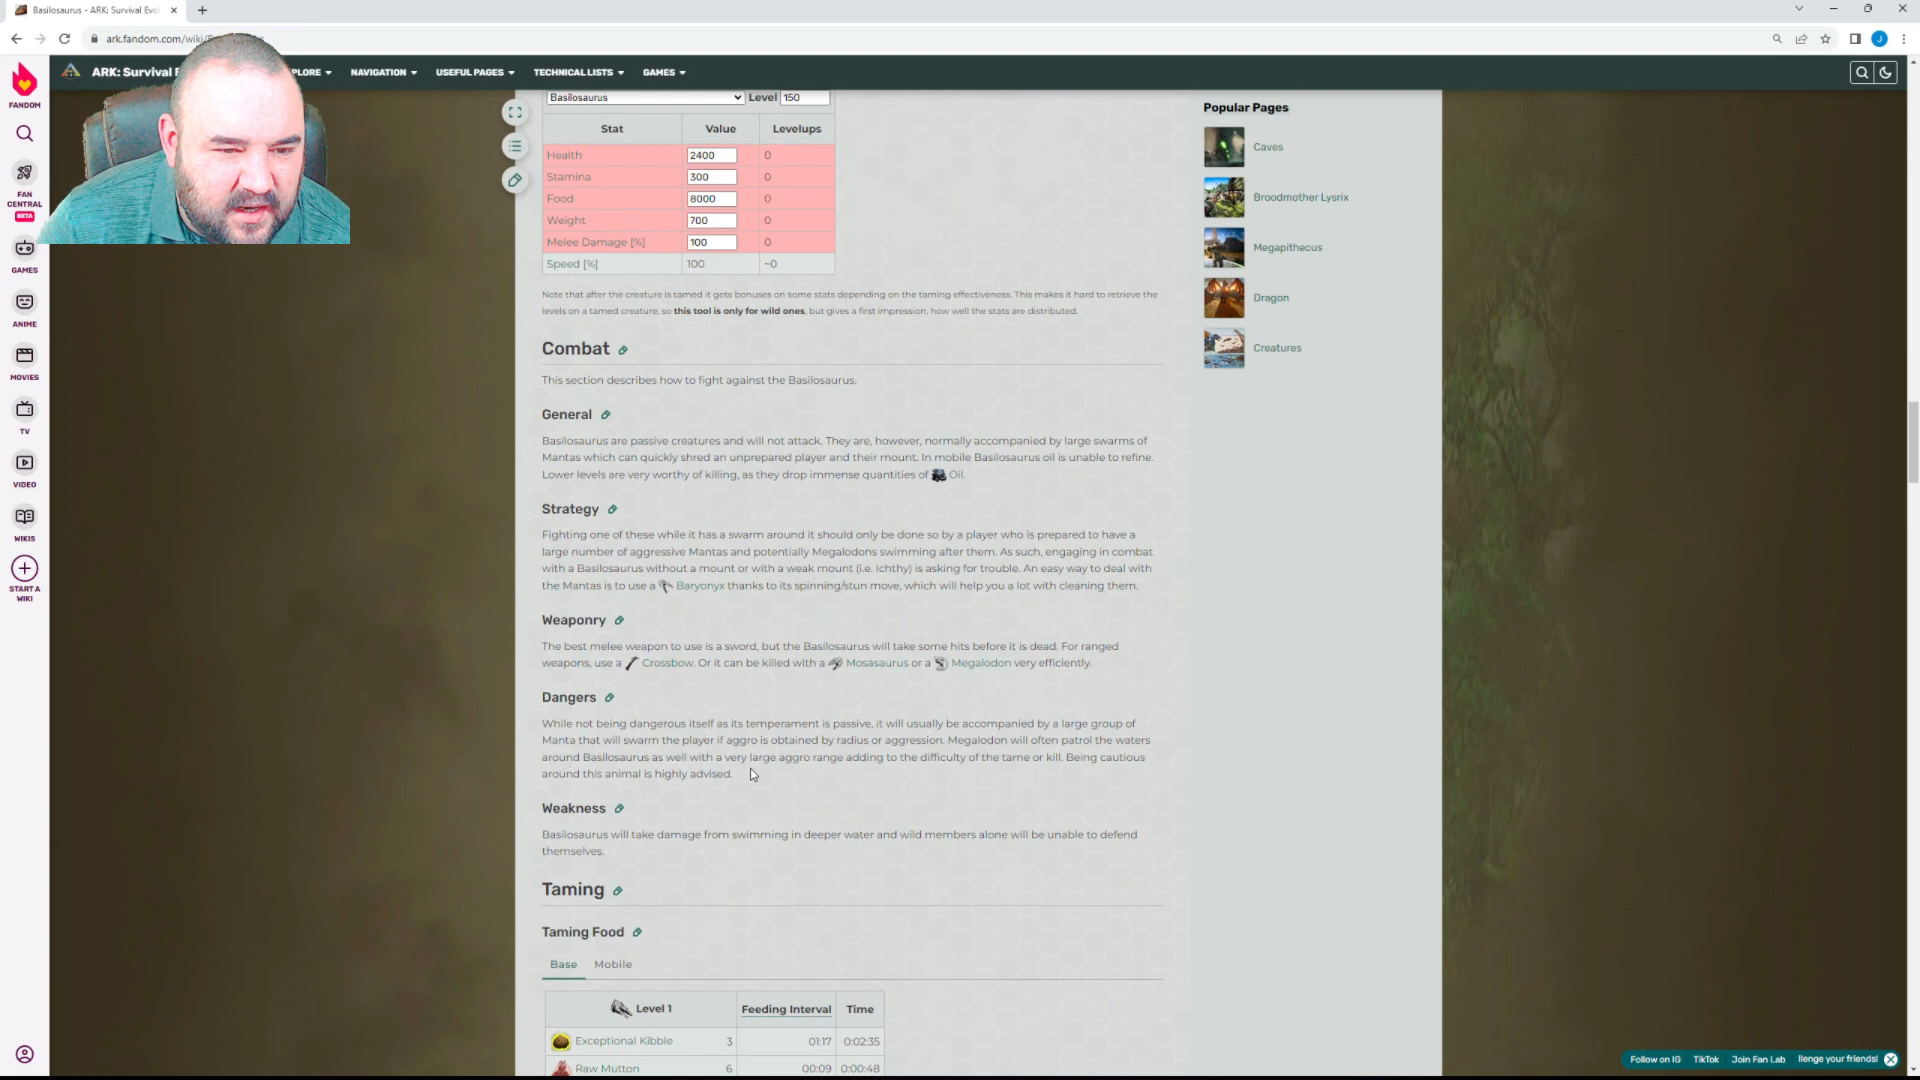 Basilosaurus - ARK: Survival Evol
ark.fandom.com/wiki/
ARK: Survival E
PLORE
NAVIGATION
USEFUL PAGES
TECHNICAL LISTS
GAMES
FANDOM
FAN CENTRAL
BETA
GAMES
ANIME
MOVIES
TV
VIDEO
WIKIS
START A WIKI
Basilosaurus Level 150
Stat Value Levelups
Health 2400 0
Stamina 300 0
Food 8000 0
Weight 700 0
Melee Damage [%] 100 0
Speed [%] 100 ~0
Note that after the creature is tamed it gets bonuses on some stats depending on the taming effectiveness. This makes it hard to retrieve the
levels on a tamed creature, so this tool is only for wild ones, but gives a first impression, how well the stats are distributed.
Combat
This section describes how to fight against the Basilosaurus.
General
Basilosaurus are passive creatures and will not attack. They are, however, normally accompanied by large swarms of
Mantas which can quickly shred an unprepared player and their mount. In mobile Basilosaurus oil is unable to refine.
Lower levels are very worthy of killing, as they drop immense quantities of Oil.
Strategy
Fighting one of these while it has a swarm around it should only be done so by a player who is prepared to have a
large number of aggressive Mantas and potentially Megalodons swimming after them. As such, engaging in combat
with a Basilosaurus without a mount or with a weak mount (i.e. Ichthy) is asking for trouble. An easy way to deal with
the Mantas is to use a Baryonyx thanks to its spinning/stun move, which will help you a lot with cleaning them.
Weaponry
The best melee weapon to use is a sword, but the Basilosaurus will take some hits before it is dead. For ranged
weapons, use a Crossbow. Or it can be killed with a Mosasaurus or a Megalodon very efficiently.
Dangers
While not being dangerous itself as its temperament is passive, it will usually be accompanied by a large group of
Manta that will swarm the player if aggro is obtained by radius or aggression. Megalodon will often patrol the waters
around Basilosaurus as well with a very large aggro range adding to the difficulty of the tame or kill. Being cautious
around this animal is highly advised.
Weakness
Basilosaurus will take damage from swimming in deeper water and wild members alone will be unable to defend
themselves.
Taming
Taming Food
Base Mobile
Level 1 Feeding Interval Time
Exceptional Kibble 3 01:17 0:02:35
Raw Mutton 6 00:09 0:00:48
Popular Pages
Caves
Broodmother Lysrix
Megapithecus
Dragon
Creatures
Follow on IG TikTok Join Fan Lab llenge your friends!
J